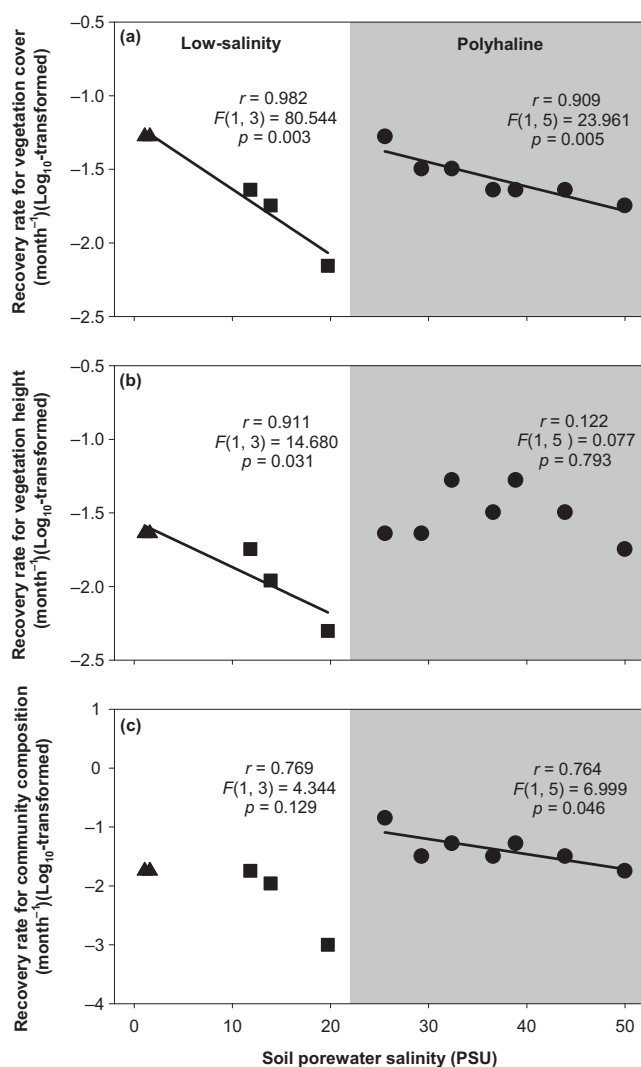 (a)
Low-salinity
Polyhaline
r = 0.982
F(1, 3) = 80.544
p = 0.003
r = 0.909
F(1, 5) = 23.961
p = 0.005
Recovery rate for vegetation cover
(month⁻¹)(Log₁₀-transformed)
−0.5
−1.0
−1.5
−2.0
−2.5
(b)
r = 0.911
F(1, 3) = 14.680
p = 0.031
r = 0.122
F(1, 5 ) = 0.077
p = 0.793
Recovery rate for vegetation height
(month⁻¹)(Log₁₀-transformed)
−0.5
−1.0
−1.5
−2.0
−2.5
(c)
r = 0.769
F(1, 3) = 4.344
p = 0.129
r = 0.764
F(1, 5) = 6.999
p = 0.046
Recovery rate for community composition
(month⁻¹)(Log₁₀-transformed)
1
0
−1
−2
−3
−4
0 10 20 30 40 50
Soil porewater salinity (PSU)